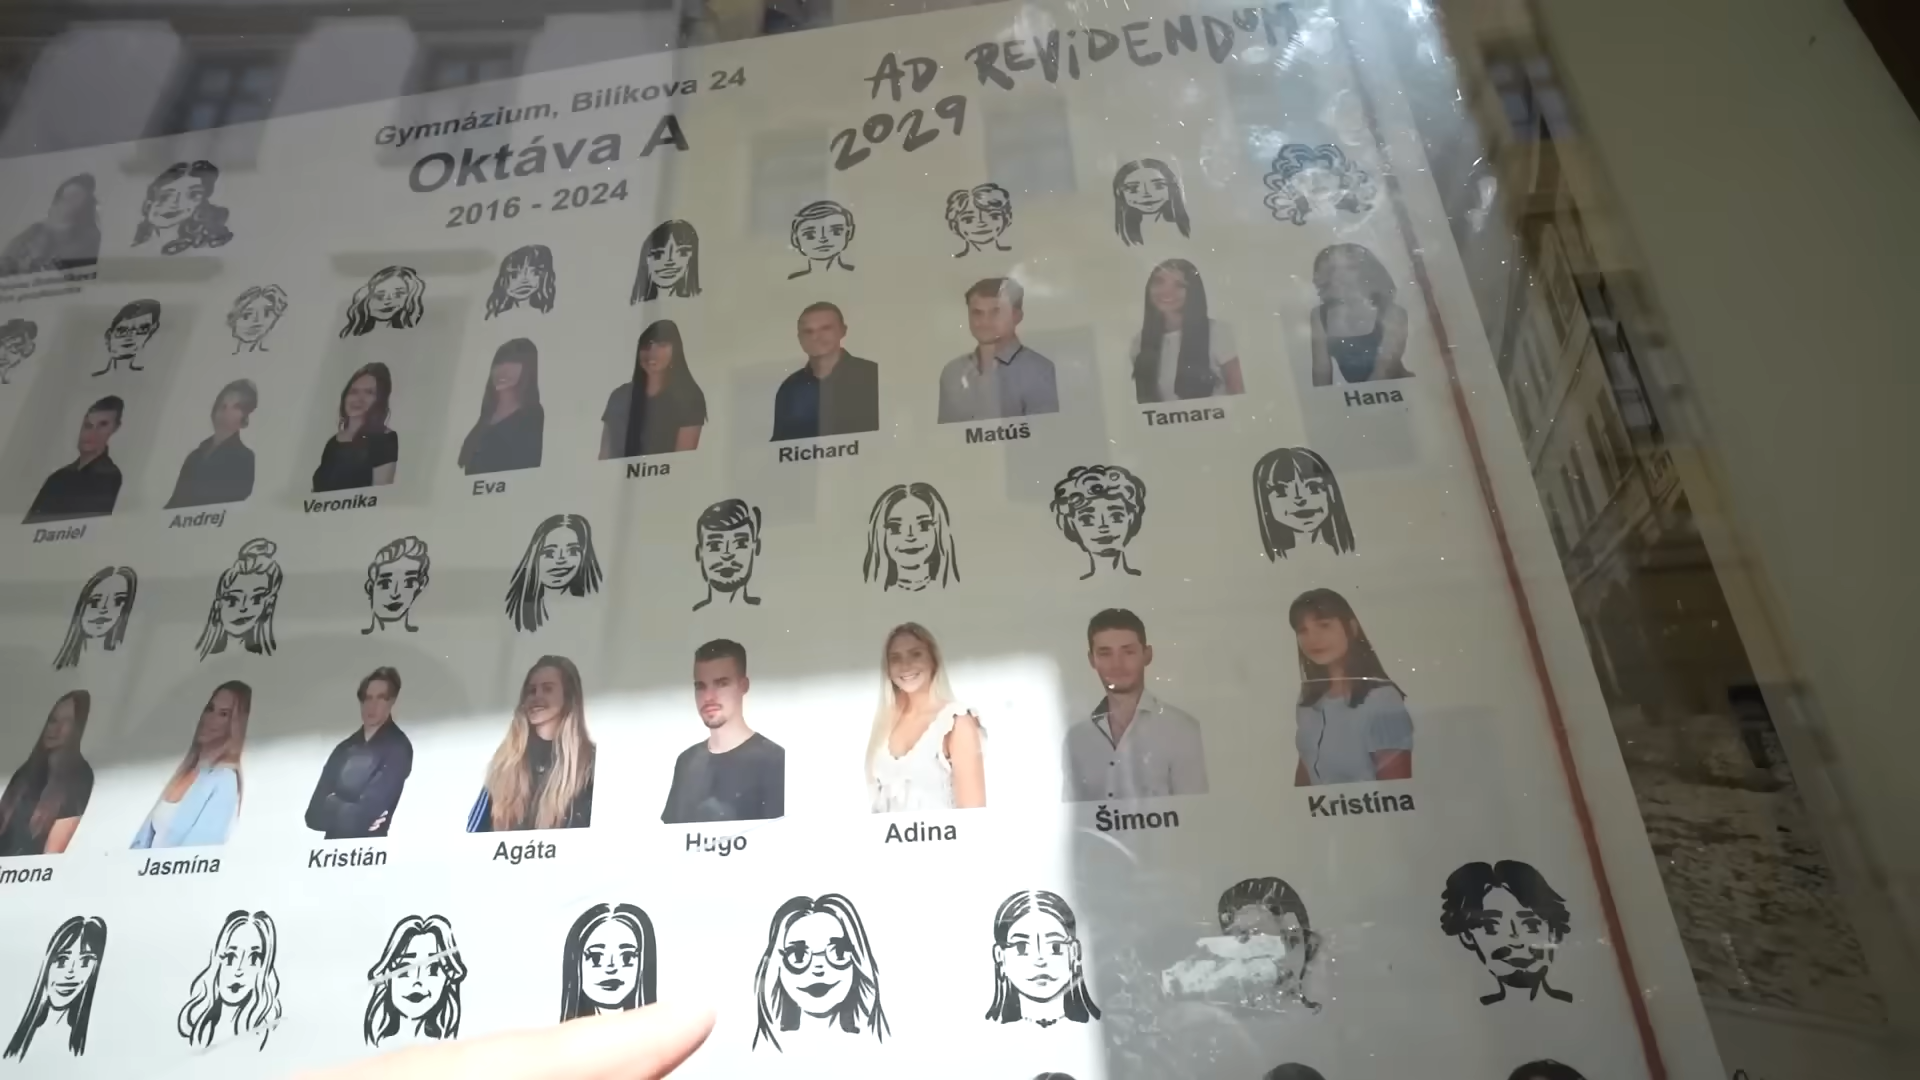 Gymnázium, Bilíkova 24
Oktáva A
2016 - 2024
AD REViDENDUM
2029
Daniel
Andrej
Veronika
Eva
Nina
Richard
Matúš
Tamara
Hana
mona
Jasmína
Kristián
Agáta
Hugo
Adina
Šimon
Kristína